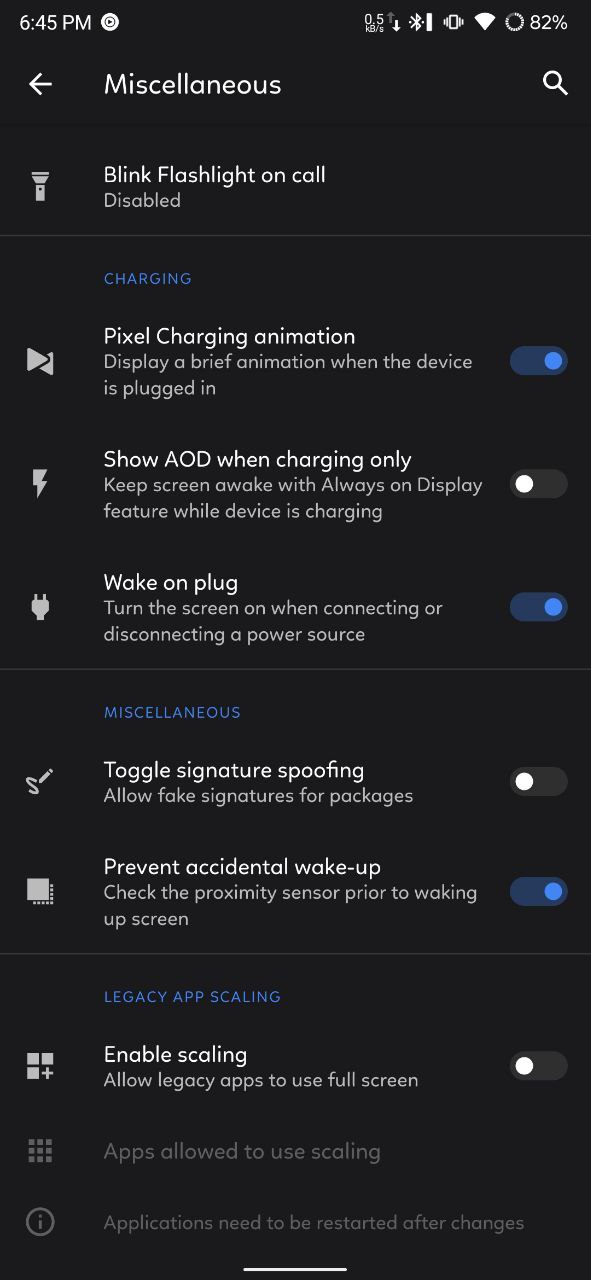 6:45 PM 0.5 kB/s 82%
Miscellaneous
Blink Flashlight on call
Disabled
CHARGING
Pixel Charging animation
Display a brief animation when the device
is plugged in
Show AOD when charging only
Keep screen awake with Always on Display
feature while device is charging
Wake on plug
Turn the screen on when connecting or
disconnecting a power source
MISCELLANEOUS
Toggle signature spoofing
Allow fake signatures for packages
Prevent accidental wake-up
Check the proximity sensor prior to waking
up screen
LEGACY APP SCALING
Enable scaling
Allow legacy apps to use full screen
Apps allowed to use scaling
Applications need to be restarted after changes